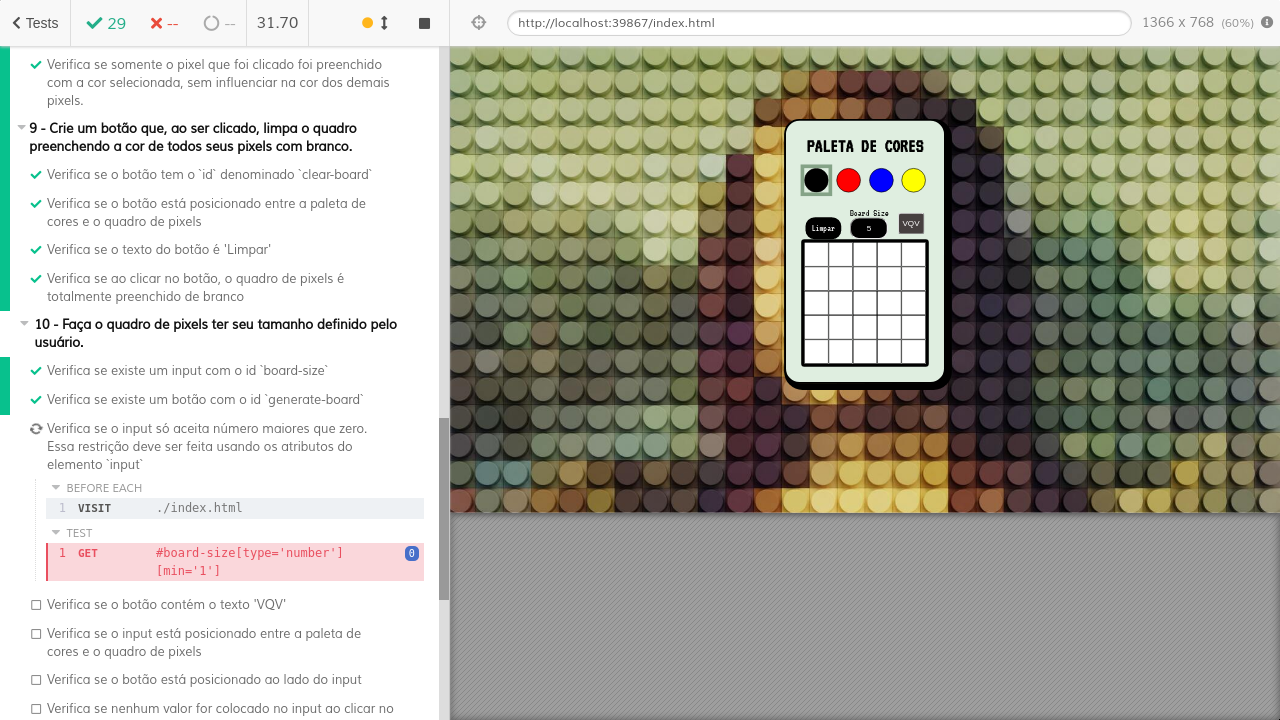 Tests
29
--
--
31.70
http://localhost:39867/index.html
1366 x 768 (60%)
Verifica se somente o pixel que foi clicado foi preenchido
com a cor selecionada, sem influenciar na cor dos demais
pixels.
9 - Crie um botão que, ao ser clicado, limpa o quadro
preenchendo a cor de todos seus pixels com branco.
Verifica se o botão tem o `id` denominado `clear-board`
Verifica se o botão está posicionado entre a paleta de
cores e o quadro de pixels
Verifica se o texto do botão é 'Limpar'
Verifica se ao clicar no botão, o quadro de pixels é
totalmente preenchido de branco
10 - Faça o quadro de pixels ter seu tamanho definido pelo
usuário.
Verifica se existe um input com o id `board-size`
Verifica se existe um botão com o id `generate-board`
Verifica se o input só aceita número maiores que zero.
Essa restrição deve ser feita usando os atributos do
elemento `input`
BEFORE EACH
1 VISIT ./index.html
TEST
1 GET #board-size[type='number'] 0
[min='1']
Verifica se o botão contém o texto 'VQV'
Verifica se o input está posicionado entre a paleta de
cores e o quadro de pixels
Verifica se o botão está posicionado ao lado do input
Verifica se nenhum valor for colocado no input ao clicar no
PALETA DE CORES
Board Size
Limpar
5
VQV